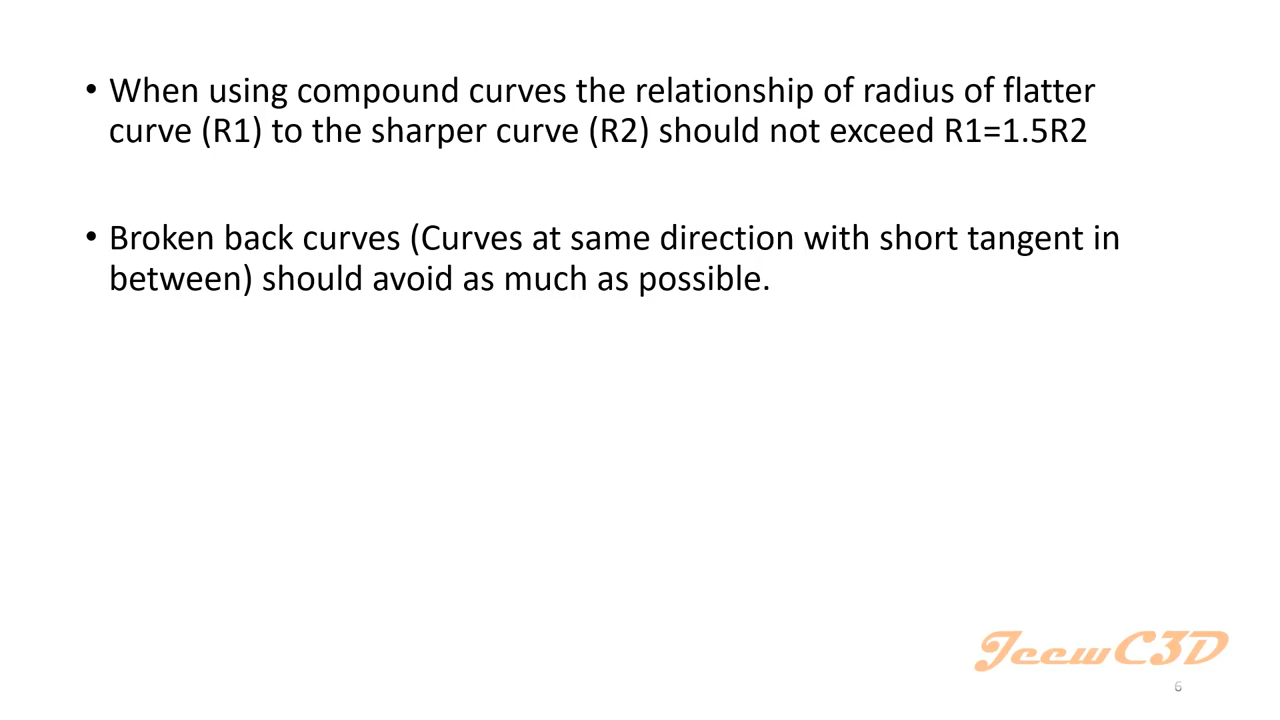 • When using compound curves the relationship of radius of flatter
curve (R1) to the sharper curve (R2) should not exceed R1=1.5R2
• Broken back curves (Curves at same direction with short tangent in
between) should avoid as much as possible.
JeewC3D
6